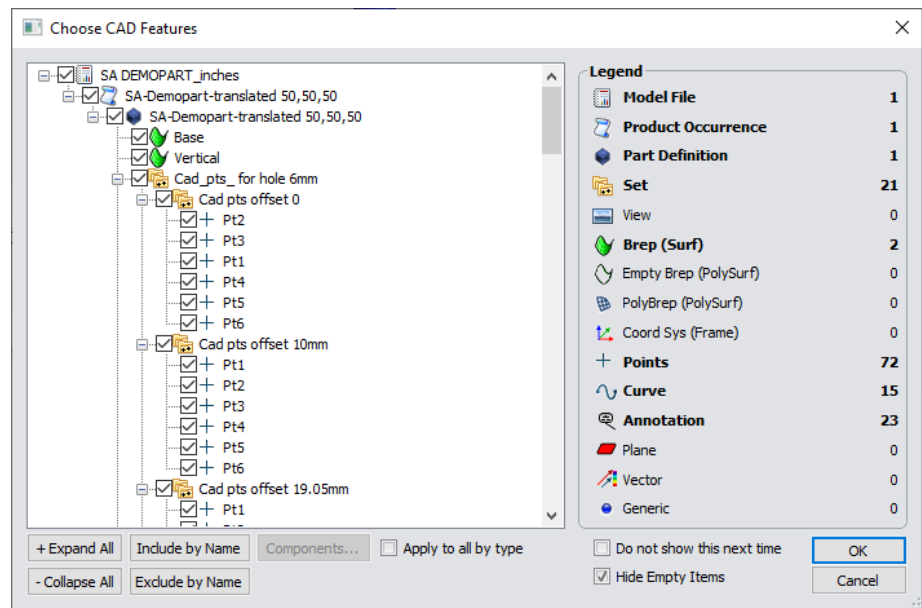 Choose CAD Features
SA DEMOPART_inches
SA-Demopart-translated 50,50,50
SA-Demopart-translated 50,50,50
Base
Vertical
Cad_pts_ for hole 6mm
Cad pts offset 0
Pt2
Pt3
Pt1
Pt4
Pt5
Pt6
Cad pts offset 10mm
Pt1
Pt2
Pt3
Pt4
Pt5
Pt6
Cad pts offset 19.05mm
Pt1
Legend
Model File 1
Product Occurrence 1
Part Definition 1
Set 21
View 0
Brep (Surf) 2
Empty Brep (PolySurf) 0
PolyBrep (PolySurf) 0
Coord Sys (Frame) 0
Points 72
Curve 15
Annotation 23
Plane 0
Vector 0
Generic 0
+ Expand All Include by Name Components... Apply to all by type Do not show this next time OK
- Collapse All Exclude by Name Hide Empty Items Cancel